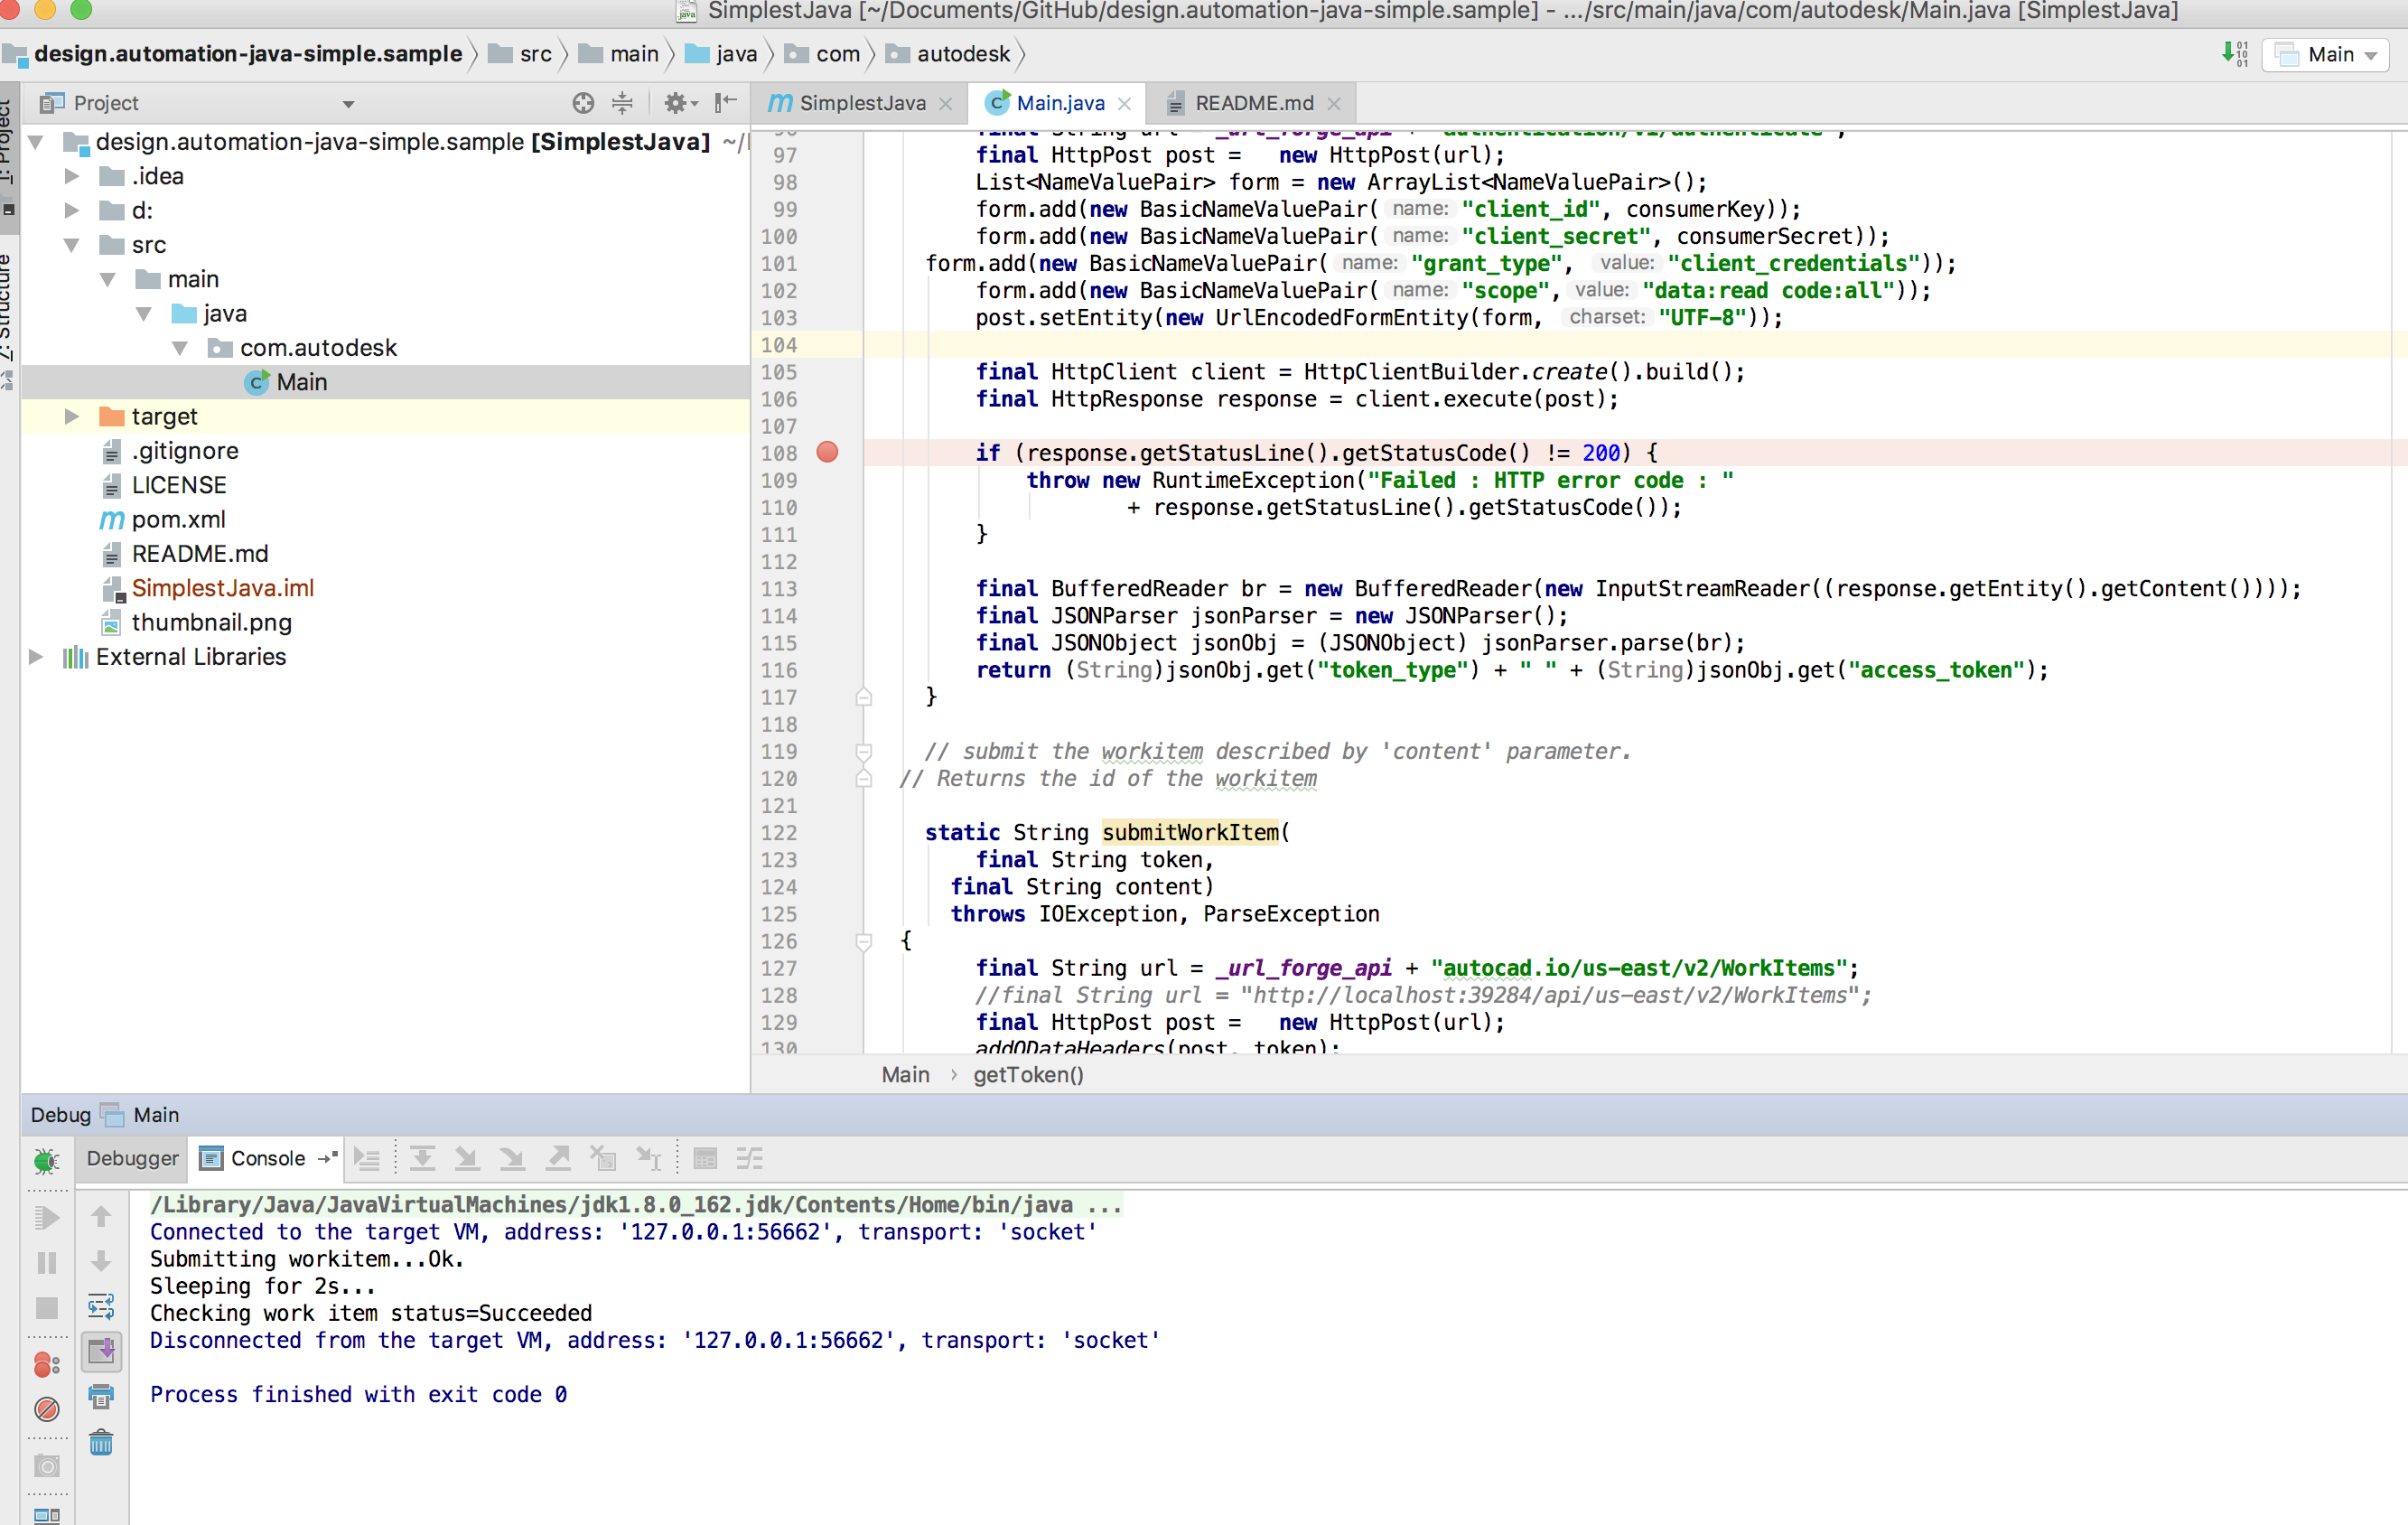 SimplestJava [~/Documents/GitHub/design.automation-java-simple.sample] - .../src/main/java/com/autodesk/Main.java [SimplestJava]
design.automation-java-simple.sample src main java com autodesk Main
Project
SimplestJava Main.java README.md
1: Project
7: Structure
design.automation-java-simple.sample [SimplestJava] ~/
.idea
d:
src
main
java
com.autodesk
Main
target
.gitignore
LICENSE
pom.xml
README.md
SimplestJava.iml
thumbnail.png
External Libraries
96 final String url = _url_forge_api + "authentication/v1/authenticate";
97 final HttpPost post = new HttpPost(url);
98 List<NameValuePair> form = new ArrayList<NameValuePair>();
99 form.add(new BasicNameValuePair( name: "client_id", consumerKey));
100 form.add(new BasicNameValuePair( name: "client_secret", consumerSecret));
101 form.add(new BasicNameValuePair( name: "grant_type", value: "client_credentials"));
102 form.add(new BasicNameValuePair( name: "scope", value: "data:read code:all"));
103 post.setEntity(new UrlEncodedFormEntity(form, charset: "UTF-8"));
104
105 final HttpClient client = HttpClientBuilder.create().build();
106 final HttpResponse response = client.execute(post);
107
108 if (response.getStatusLine().getStatusCode() != 200) {
109 throw new RuntimeException("Failed : HTTP error code : "
110 + response.getStatusLine().getStatusCode());
111 }
112
113 final BufferedReader br = new BufferedReader(new InputStreamReader((response.getEntity().getContent())));
114 final JSONParser jsonParser = new JSONParser();
115 final JSONObject jsonObj = (JSONObject) jsonParser.parse(br);
116 return (String)jsonObj.get("token_type") + " " + (String)jsonObj.get("access_token");
117 }
118
119 // submit the workitem described by 'content' parameter.
120 // Returns the id of the workitem
121
122 static String submitWorkItem(
123 final String token,
124 final String content)
125 throws IOException, ParseException
126 {
127 final String url = _url_forge_api + "autocad.io/us-east/v2/WorkItems";
128 //final String url = "http://localhost:39284/api/us-east/v2/WorkItems";
129 final HttpPost post = new HttpPost(url);
130 addODataHeaders(post, token);
Main › getToken()
Debug Main
Debugger Console
/Library/Java/JavaVirtualMachines/jdk1.8.0_162.jdk/Contents/Home/bin/java ...
Connected to the target VM, address: '127.0.0.1:56662', transport: 'socket'
Submitting workitem...Ok.
Sleeping for 2s...
Checking work item status=Succeeded
Disconnected from the target VM, address: '127.0.0.1:56662', transport: 'socket'
Process finished with exit code 0